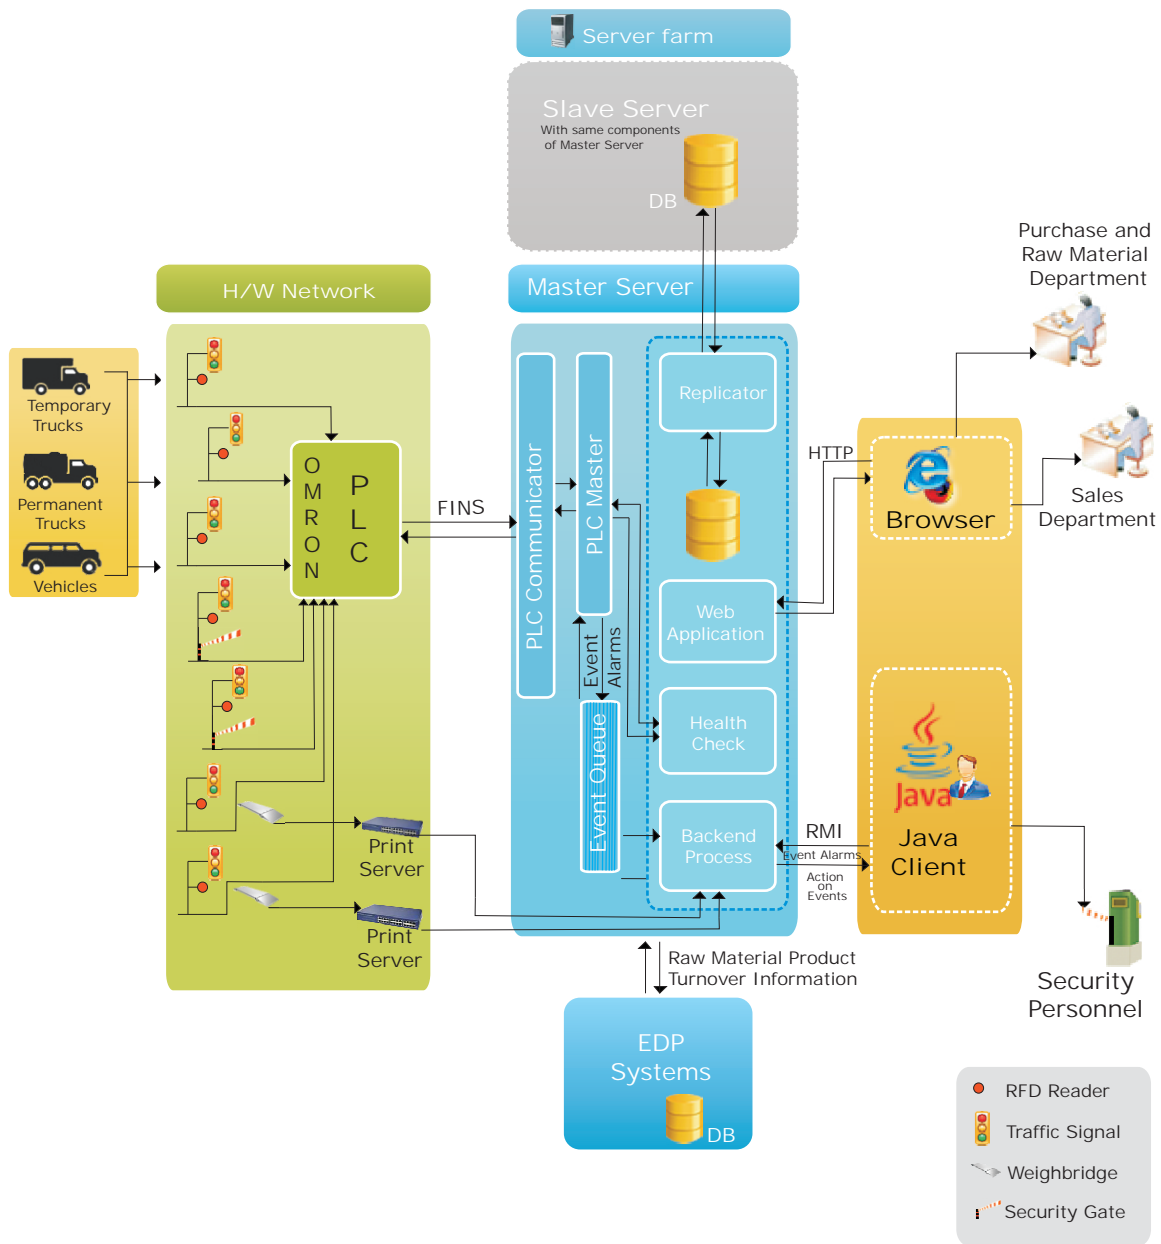 Server farm
Slave Server
With same components
of Master Server
DB
Master Server
H/W Network
Temporary
Trucks
Permanent
Trucks
Vehicles
OMRON
PLC
FINS
PLC Communicator
PLC Master
Event
Alarms
Event Queue
Replicator
Web
Application
Health
Check
Backend
Process
Print
Server
Print
Server
HTTP
Browser
RMI
Event Alarms
Action
on
Events
Java
Java
Client
Purchase and
Raw Material
Department
Sales
Department
Security
Personnel
Raw Material Product
Turnover Information
EDP
Systems
DB
RFD Reader
Traffic Signal
Weighbridge
Security Gate